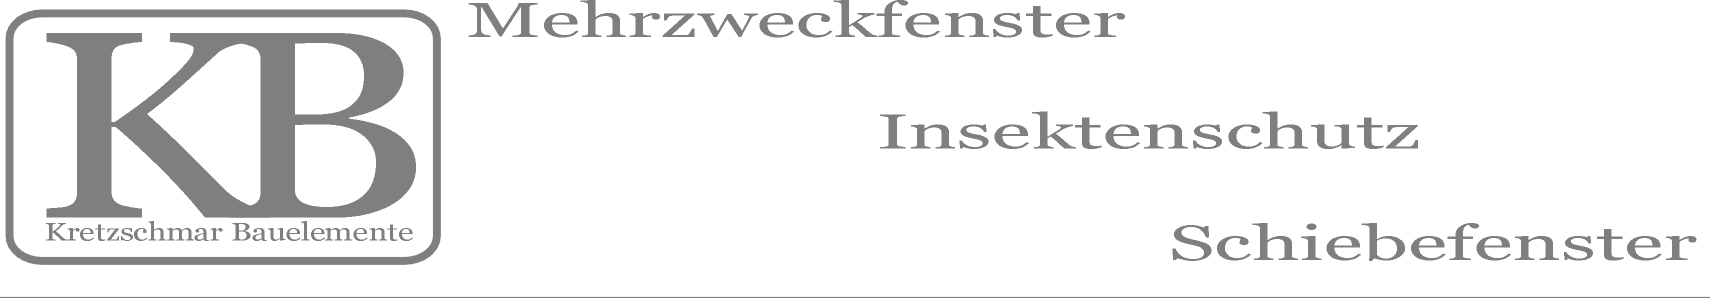 KB
Kretzschmar Bauelemente
Mehrzweckfenster
Insektenschutz
Schiebefenster